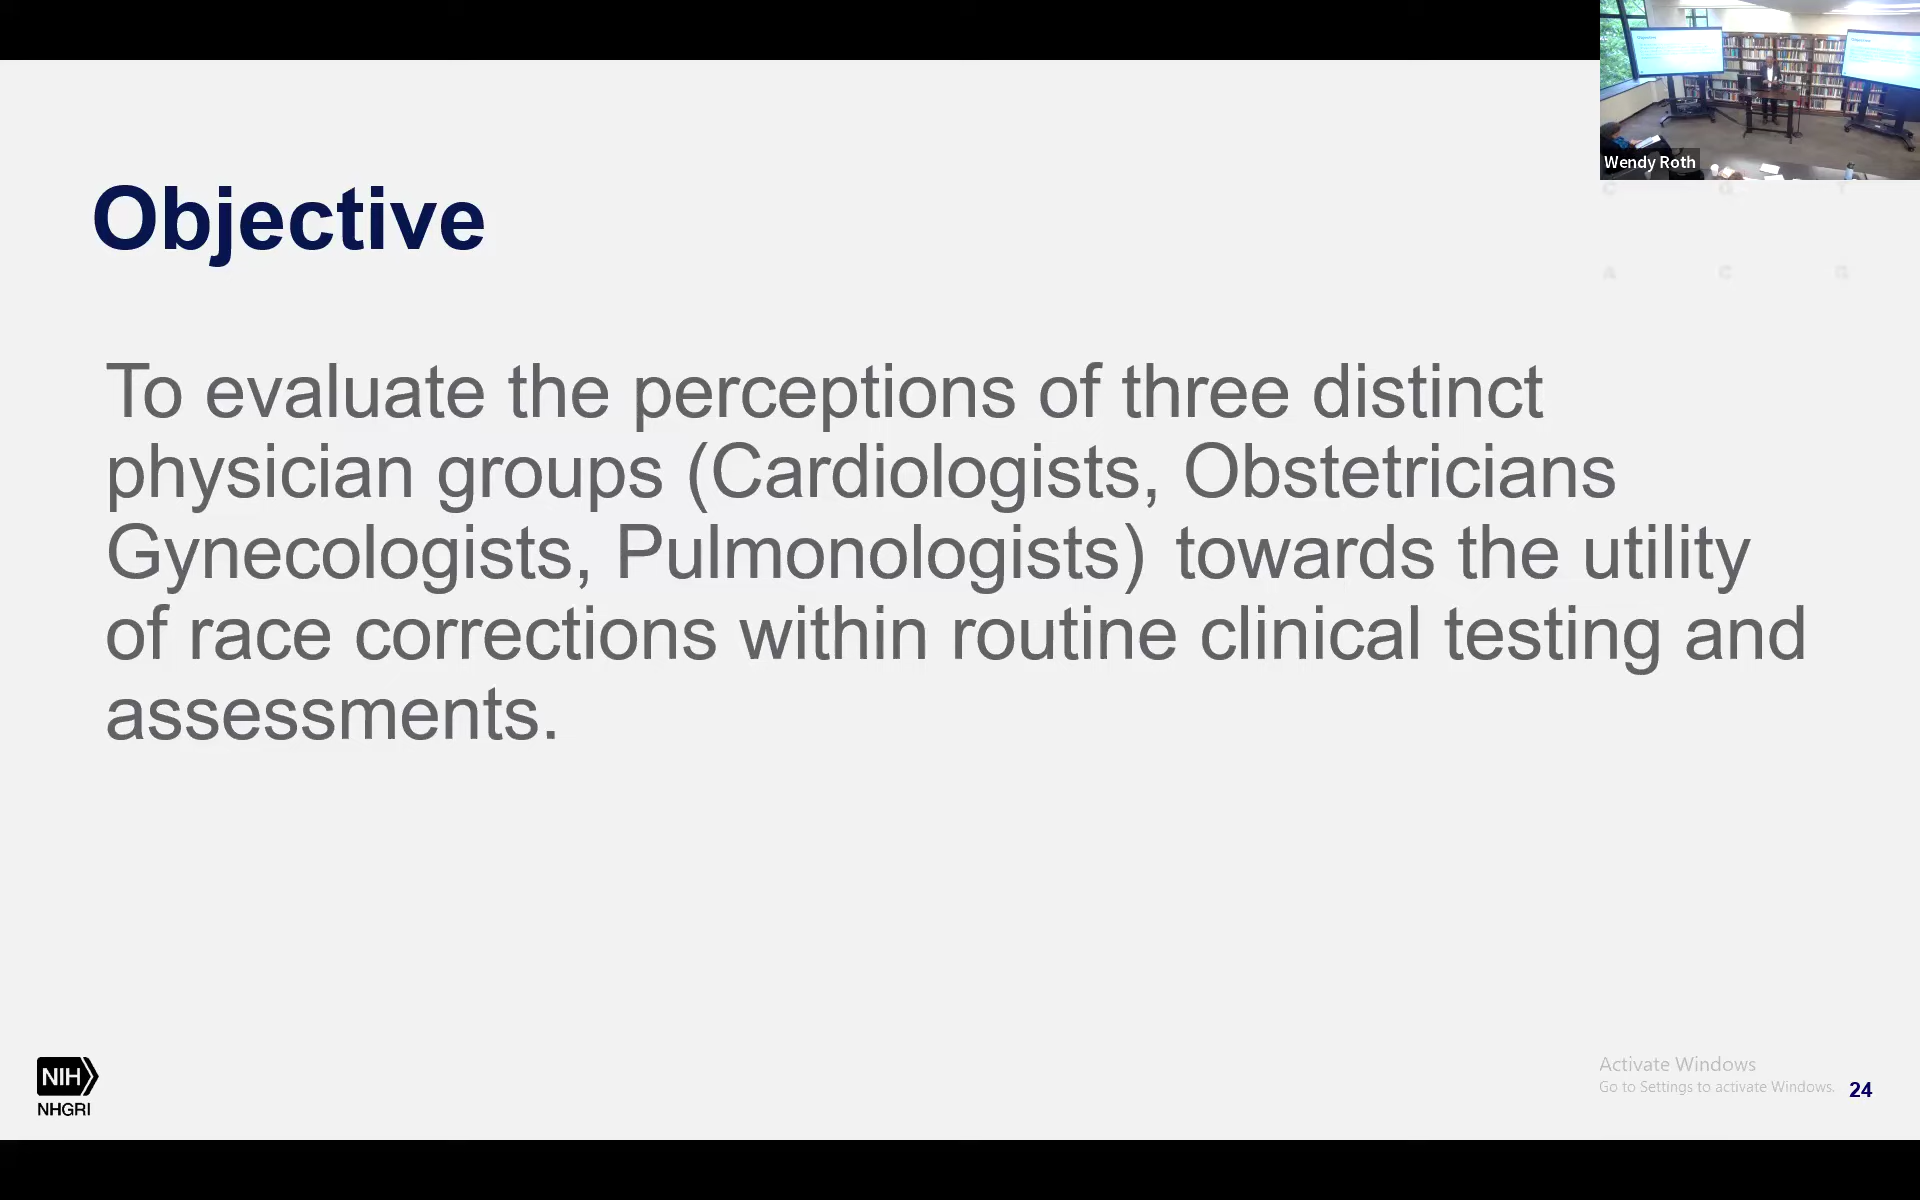 Wendy Roth
C G T
A C G
Objective
To evaluate the perceptions of three distinct
physician groups (Cardiologists, Obstetricians
Gynecologists, Pulmonologists) towards the utility
of race corrections within routine clinical testing and
assessments.
NIH
NHGRI
Activate Windows
Go to Settings to activate Windows.
24